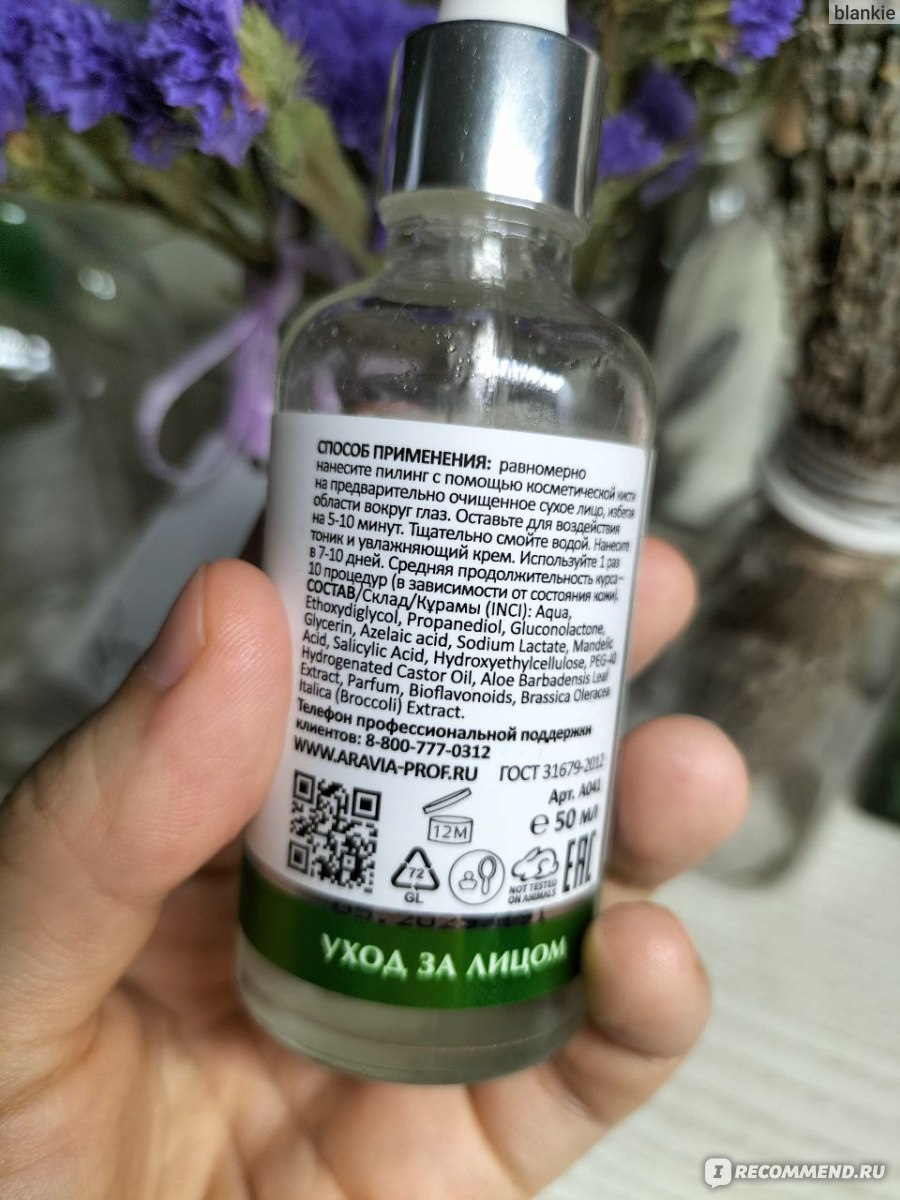 blankie
СПОСОБ ПРИМЕНЕНИЯ: равномерно
нанесите пилинг с помощью косметической кисти
на предварительно очищенное сухое лицо, избегая
области вокруг глаз. Оставьте для воздействия
на 5-10 минут. Тщательно смойте водой. Нанесите
тоник и увлажняющий крем. Используйте 1 раз
в 7-10 дней. Средняя продолжительность курса –
10 процедур (в зависимости от состояния кожи).
СОСТАВ/Склад/Құрамы (INCI): Aqua,
Ethoxydiglycol, Propanediol, Gluconolactone,
Glycerin, Azelaic acid, Sodium Lactate, Mandelic
Acid, Salicylic Acid, Hydroxyethylcellulose, PEG-40
Hydrogenated Castor Oil, Aloe Barbadensis Leaf
Extract, Parfum, Bioflavonoids, Brassica Oleracea
Italica (Broccoli) Extract.
Телефон профессиональной поддержки
клиентов: 8-800-777-0312
WWW.ARAVIA-PROF.RU ГОСТ 31679-2012
Арт. А041
℮ 50 мл
12M
72
GL
NOT TESTED
ON ANIMALS
EAC
УХОД ЗА ЛИЦОМ
IRECOMMEND.RU